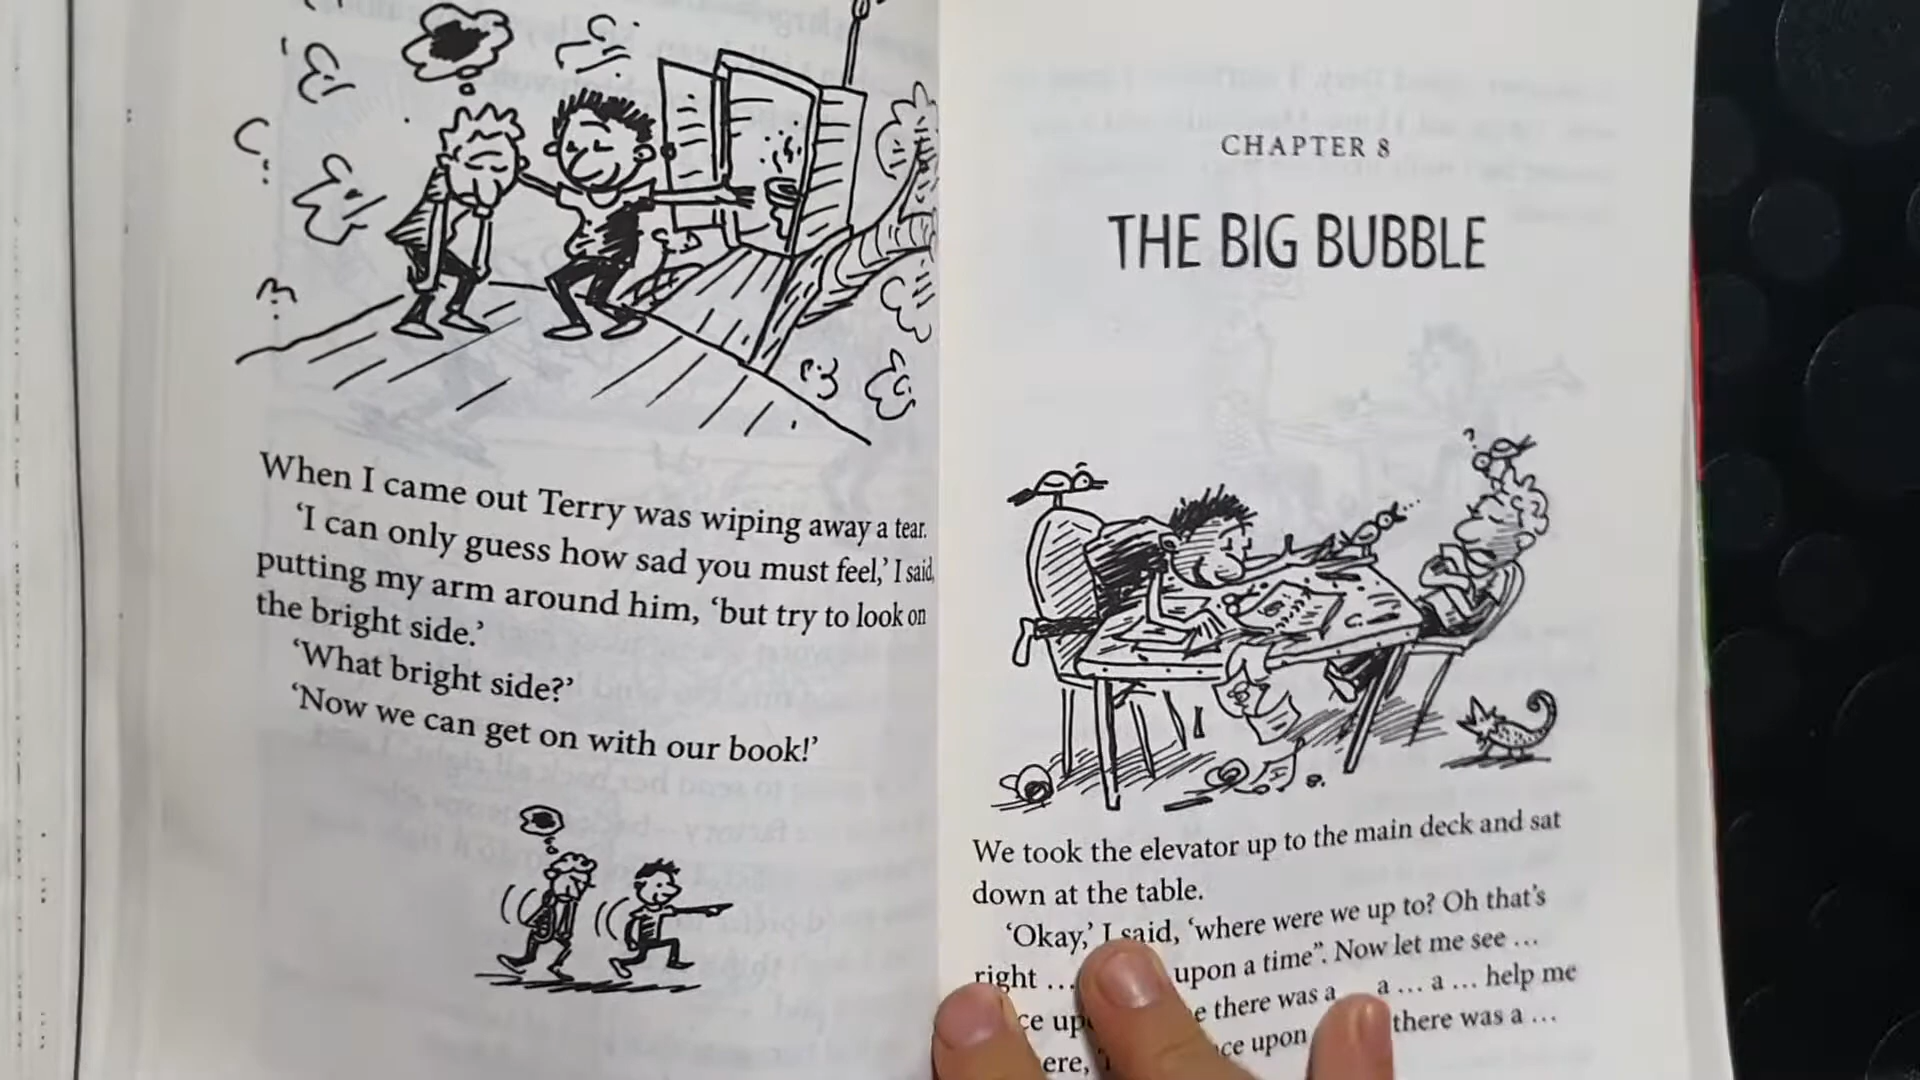 When I came out Terry was wiping away a tear.
‘I can only guess how sad you must feel,’ I said,
putting my arm around him, ‘but try to look on
the bright side.’
‘What bright side?’
‘Now we can get on with our book!’
CHAPTER 8
THE BIG BUBBLE
We took the elevator up to the main deck and sat
down at the table.
‘Okay,’ I said, ‘where were we up to? Oh that’s
right ... upon a time”. Now let me see ...
there was a a ... a ... help me
upon there was a ...